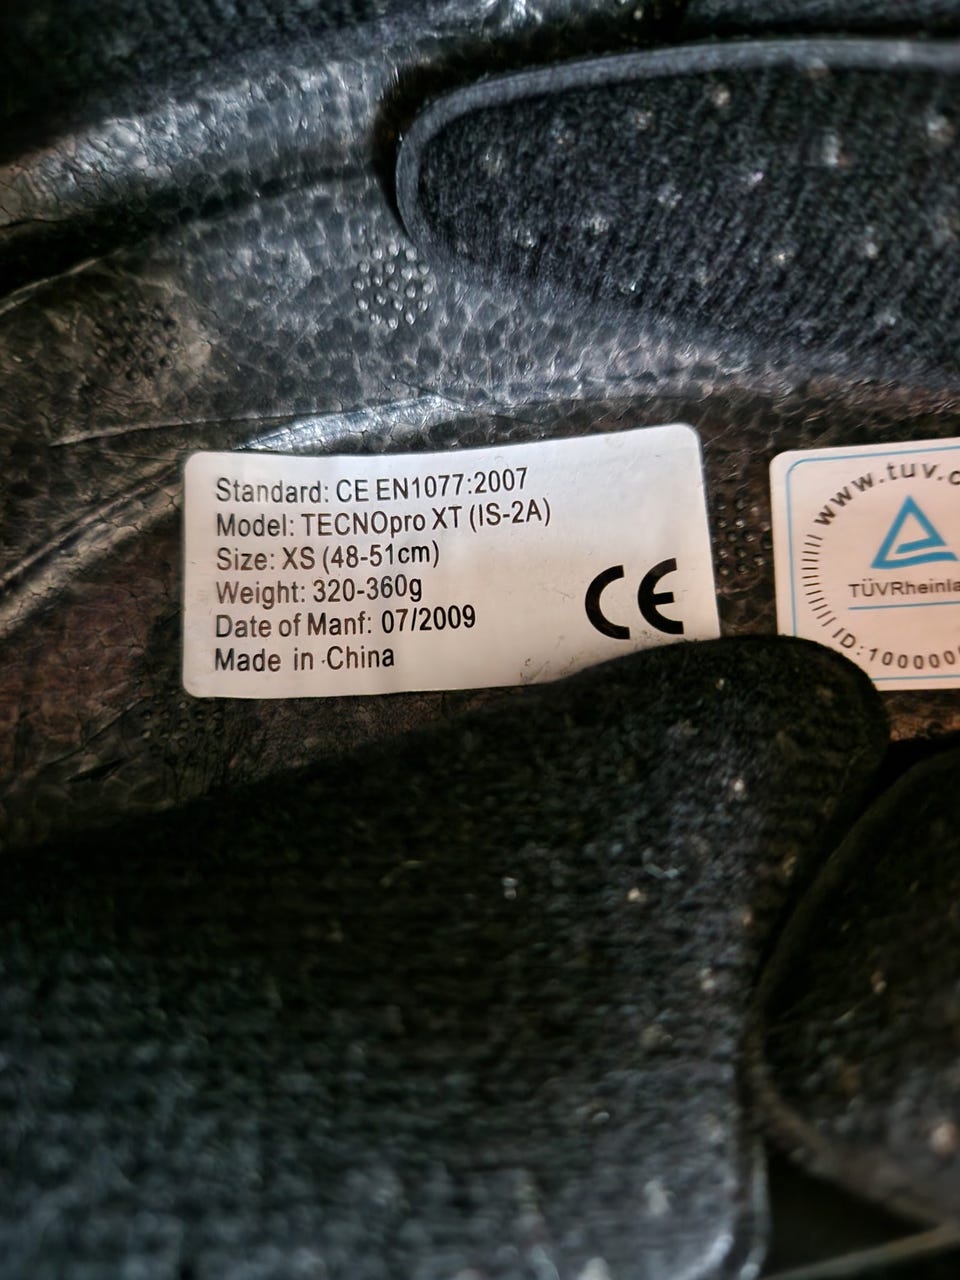 Standard: CE EN1077:2007
Model: TECNOpro XT (IS-2A)
Size: XS (48-51cm)
Weight: 320-360g
Date of Manf: 07/2009
Made in China
CE
www.tuv.c
TÜVRheinla
ID:1000000